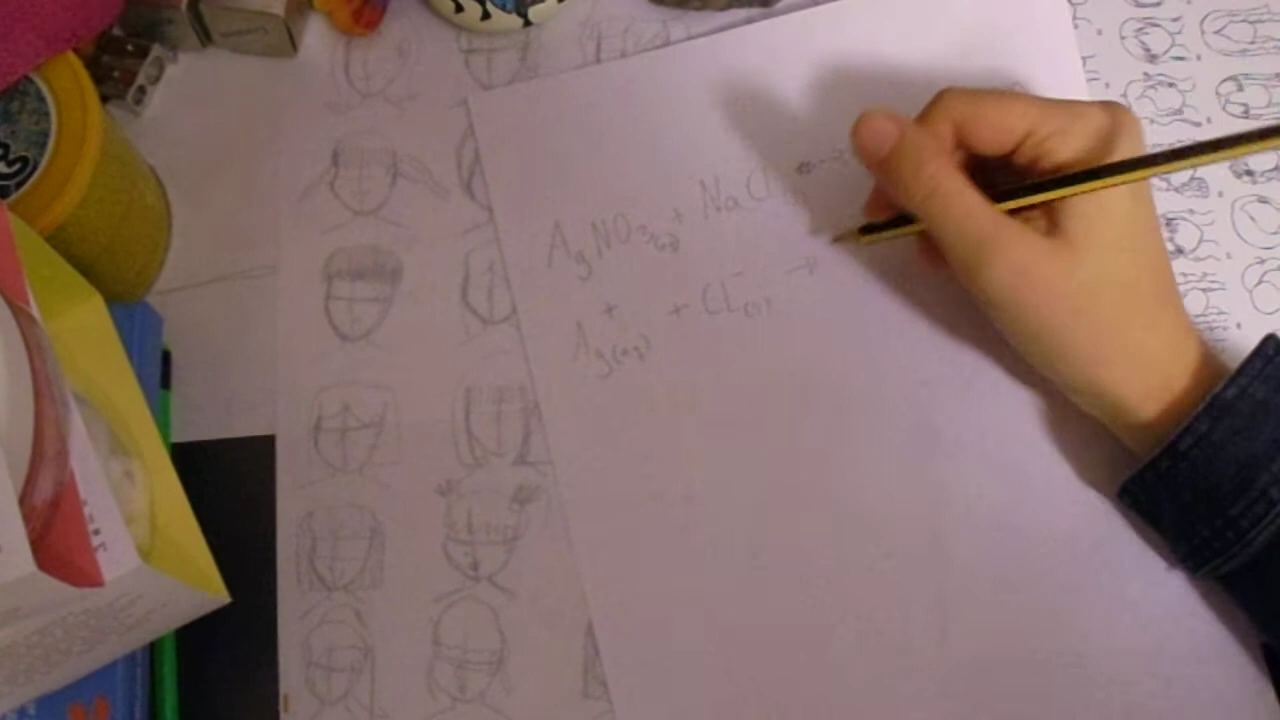 AgNO3(aq) + NaCl
Ag+(aq) + Cl-(aq) →